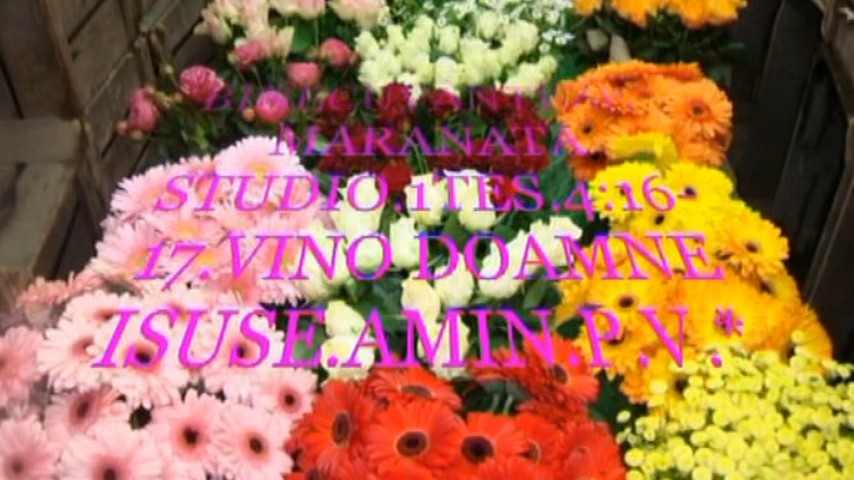 MARANATA
STUDIO.1TES.4:16-
17.VINO DOAMNE
ISUSE.AMIN.P.V.*